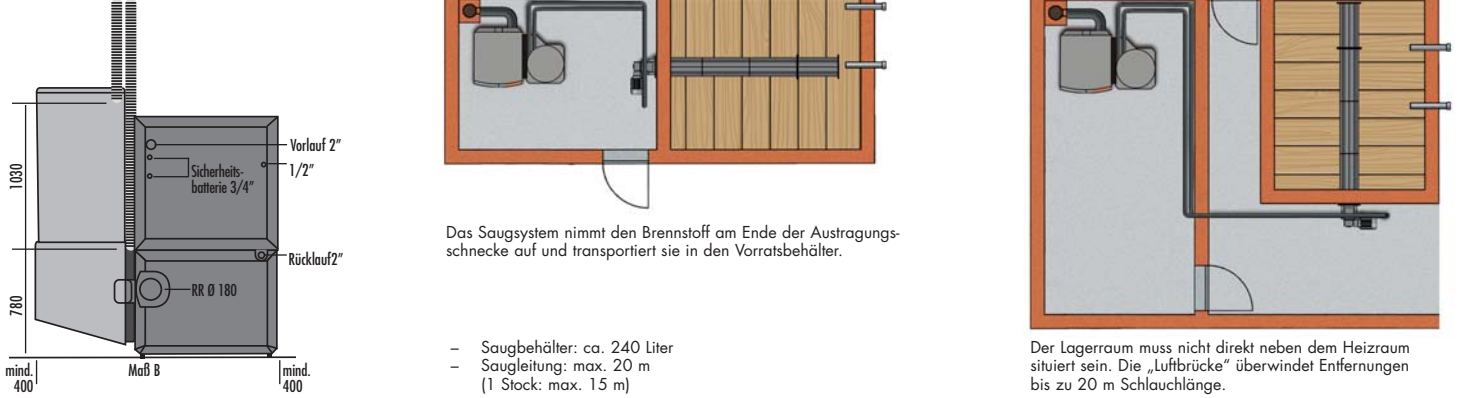 1030
780
Vorlauf 2"
1/2"
Sicherheits-
batterie 3/4"
Rücklauf2"
RR Ø 180
mind.
400
Maß B
mind.
400
Das Saugsystem nimmt den Brennstoff am Ende der Austragungs-
schnecke auf und transportiert sie in den Vorratsbehälter.
– Saugbehälter: ca. 240 Liter
– Saugleitung: max. 20 m
(1 Stock: max. 15 m)
Der Lagerraum muss nicht direkt neben dem Heizraum
situiert sein. Die „Luftbrücke“ überwindet Entfernungen
bis zu 20 m Schlauchlänge.